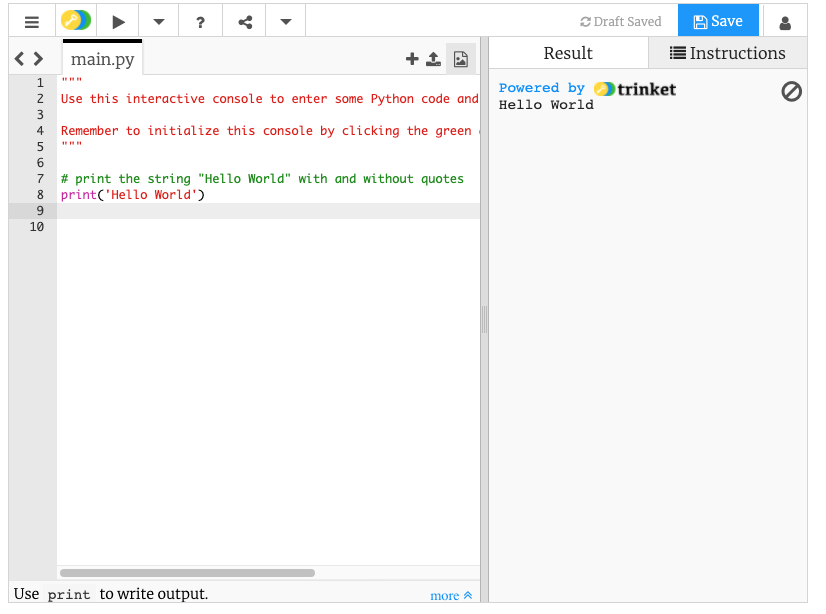 ?
Draft Saved
Save
main.py
Result
Instructions
1 """
2 Use this interactive console to enter some Python code and
3
4 Remember to initialize this console by clicking the green
5 """
6
7 # print the string "Hello World" with and without quotes
8 print('Hello World')
9
10
Powered by trinket
Hello World
Use print to write output.
more